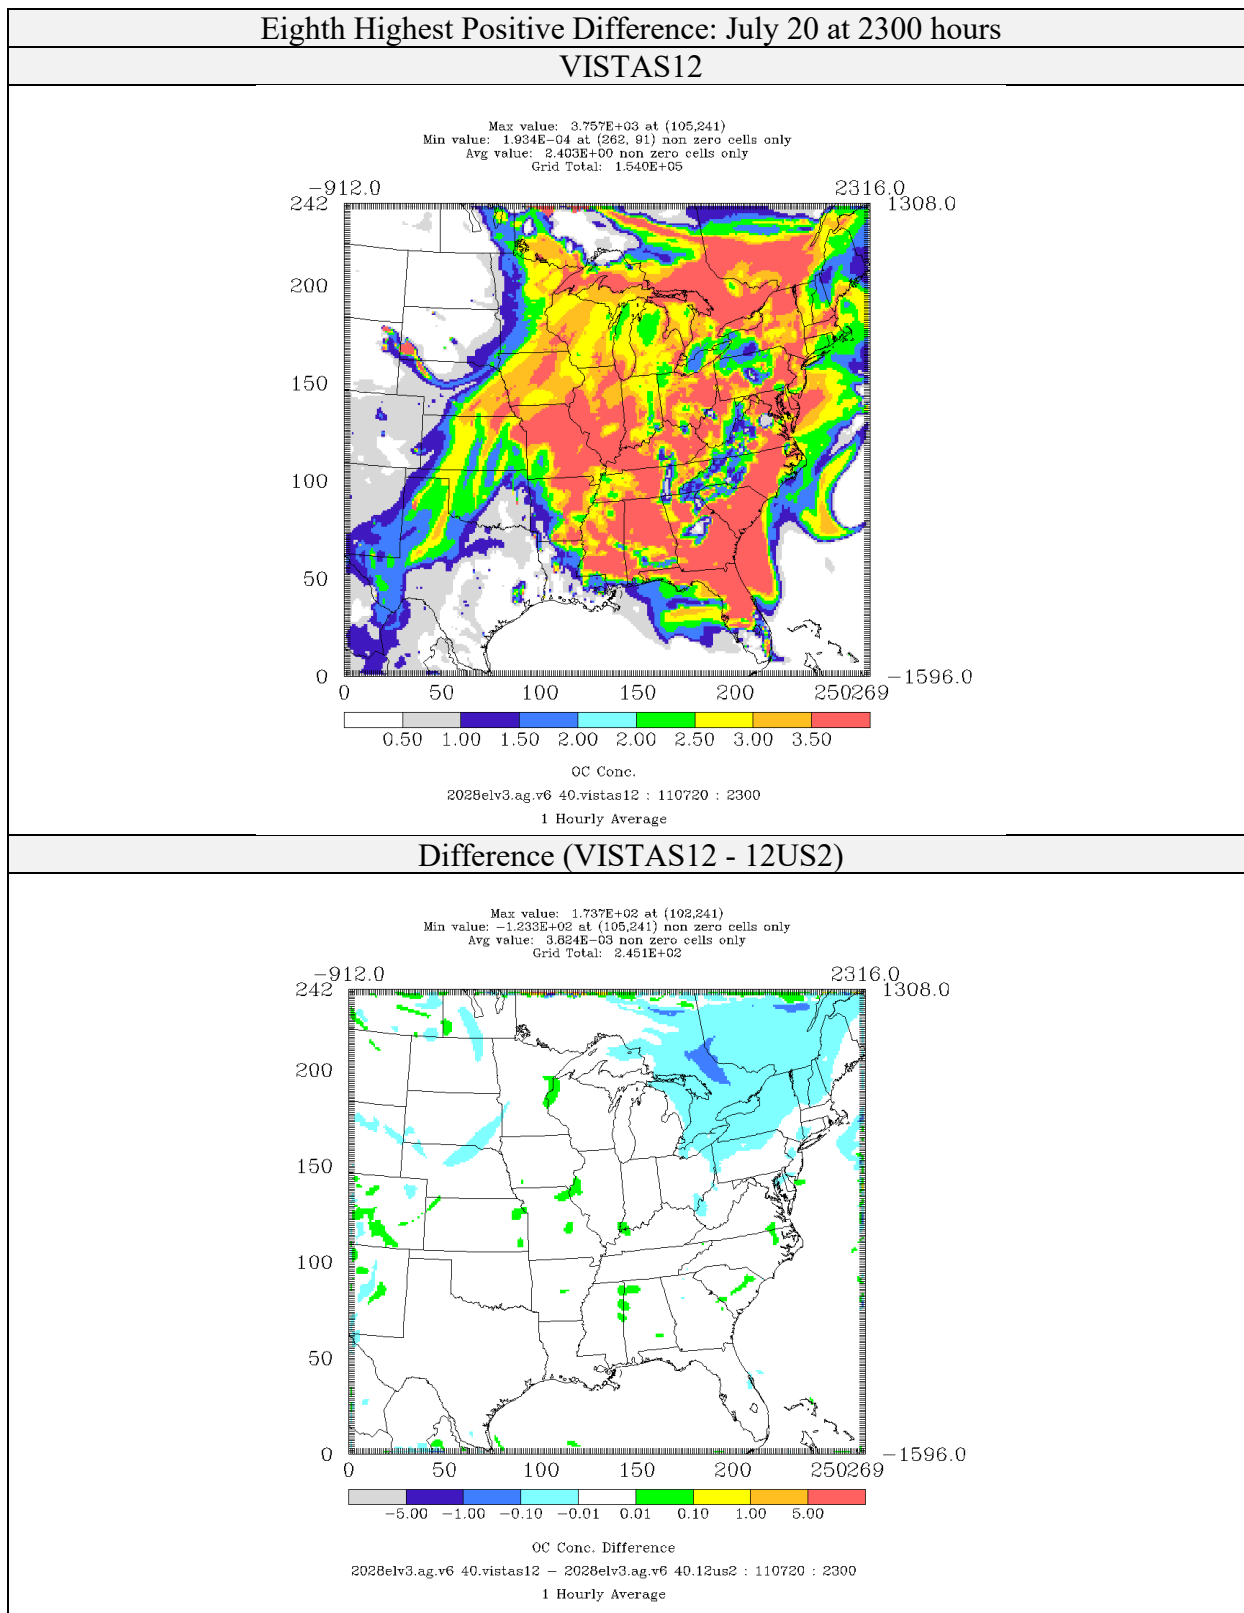 Eighth Highest Positive Difference: July 20 at 2300 hours
VISTAS12
Max value: 3.757E+03 at (105,241)
Min value: 1.934E-04 at (262, 91) non zero cells only
Avg value: 2.403E+00 non zero cells only
Grid Total: 1.540E+05
-912.0 2316.0
242 1308.0
200
150
100
50
0 -1596.0
0 50 100 150 200 250269
0.50 1.00 1.50 2.00 2.00 2.50 3.00 3.50
OC Conc.
2028elv3.ag.v6 40.vistas12 : 110720 : 2300
1 Hourly Average
Difference (VISTAS12 - 12US2)
Max value: 1.737E+02 at (102,241)
Min value: -1.233E+02 at (105,241) non zero cells only
Avg value: 3.824E-03 non zero cells only
Grid Total: 2.451E+02
-912.0 2316.0
242 1308.0
200
150
100
50
0 -1596.0
0 50 100 150 200 250269
-5.00 -1.00 -0.10 -0.01 0.01 0.10 1.00 5.00
OC Conc. Difference
2028elv3.ag.v6 40.vistas12 - 2028elv3.ag.v6 40.12us2 : 110720 : 2300
1 Hourly Average